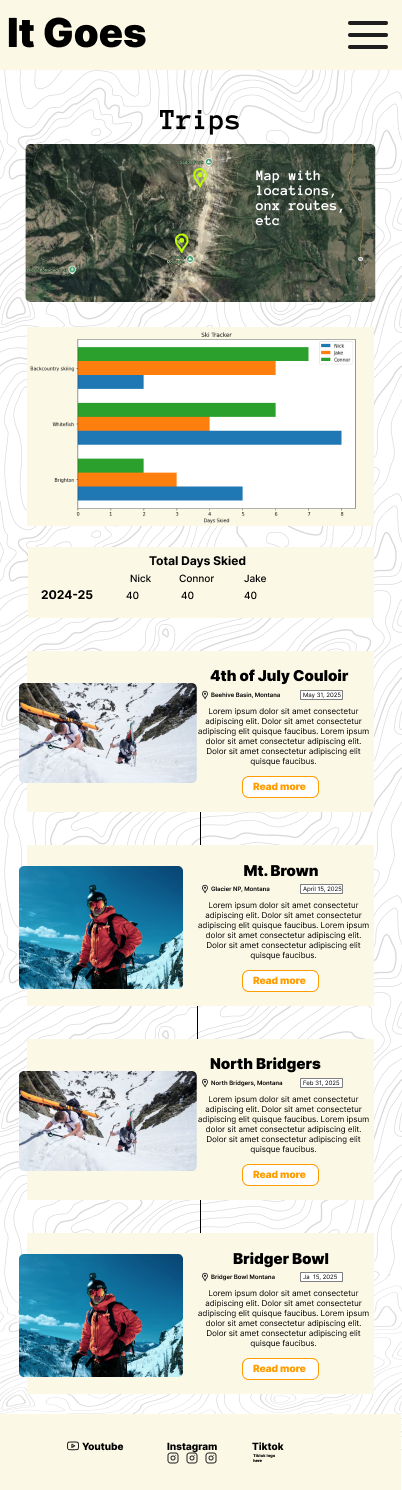 It Goes
Trips
Map with
locations,
onx routes,
etc
Ski Tracker
Nick
Jake
Connor
Backcountry skiing
Whitefish
Brighton
0 1 2 3 4 5 6 7 8
Days Skied
Total Days Skied
Nick Connor Jake
2024-25 40 40 40
4th of July Couloir
Beehive Basin, Montana May 31, 2025
Lorem ipsum dolor sit amet consectetur
adipiscing elit. Dolor sit amet consectetur
adipiscing elit quisque faucibus. Lorem ipsum
dolor sit amet consectetur adipiscing elit.
Dolor sit amet consectetur adipiscing elit
quisque faucibus.
Read more
Mt. Brown
Glacier NP, Montana April 15, 2025
Lorem ipsum dolor sit amet consectetur
adipiscing elit. Dolor sit amet consectetur
adipiscing elit quisque faucibus. Lorem ipsum
dolor sit amet consectetur adipiscing elit.
Dolor sit amet consectetur adipiscing elit
quisque faucibus.
Read more
North Bridgers
North Bridgers, Montana Feb 31, 2025
Lorem ipsum dolor sit amet consectetur
adipiscing elit. Dolor sit amet consectetur
adipiscing elit quisque faucibus. Lorem ipsum
dolor sit amet consectetur adipiscing elit.
Dolor sit amet consectetur adipiscing elit
quisque faucibus.
Read more
Bridger Bowl
Bridger Bowl Montana Ja 15, 2025
Lorem ipsum dolor sit amet consectetur
adipiscing elit. Dolor sit amet consectetur
adipiscing elit quisque faucibus. Lorem ipsum
dolor sit amet consectetur adipiscing elit.
Dolor sit amet consectetur adipiscing elit
quisque faucibus.
Read more
Youtube Instagram Tiktok
Tiktok logo
here